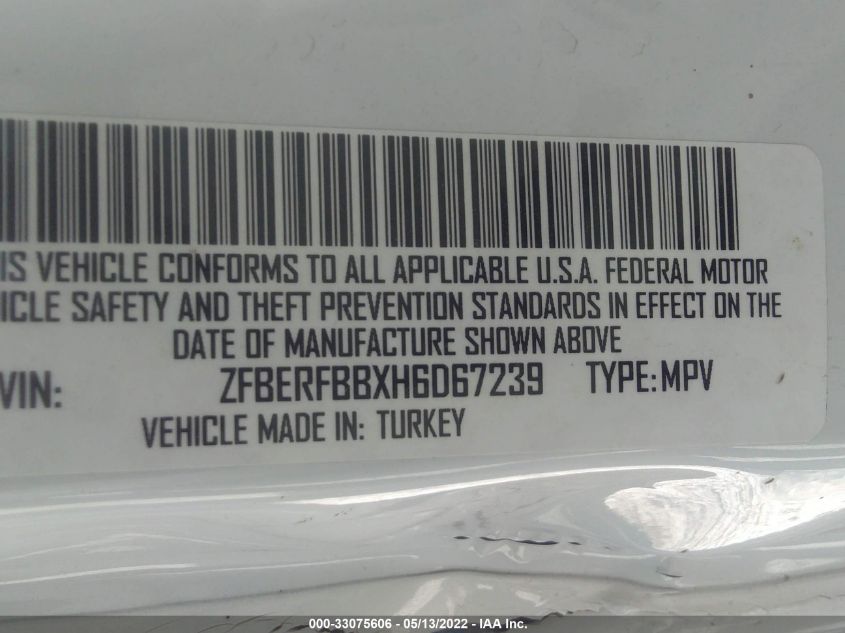 IS VEHICLE CONFORMS TO ALL APPLICABLE U.S.A. FEDERAL MOTOR
ICLE SAFETY AND THEFT PREVENTION STANDARDS IN EFFECT ON THE
DATE OF MANUFACTURE SHOWN ABOVE
VIN: ZFBERFBBXH6D67239 TYPE: MPV
VEHICLE MADE IN: TURKEY
000-33075606 - 05/13/2022 - IAA Inc.